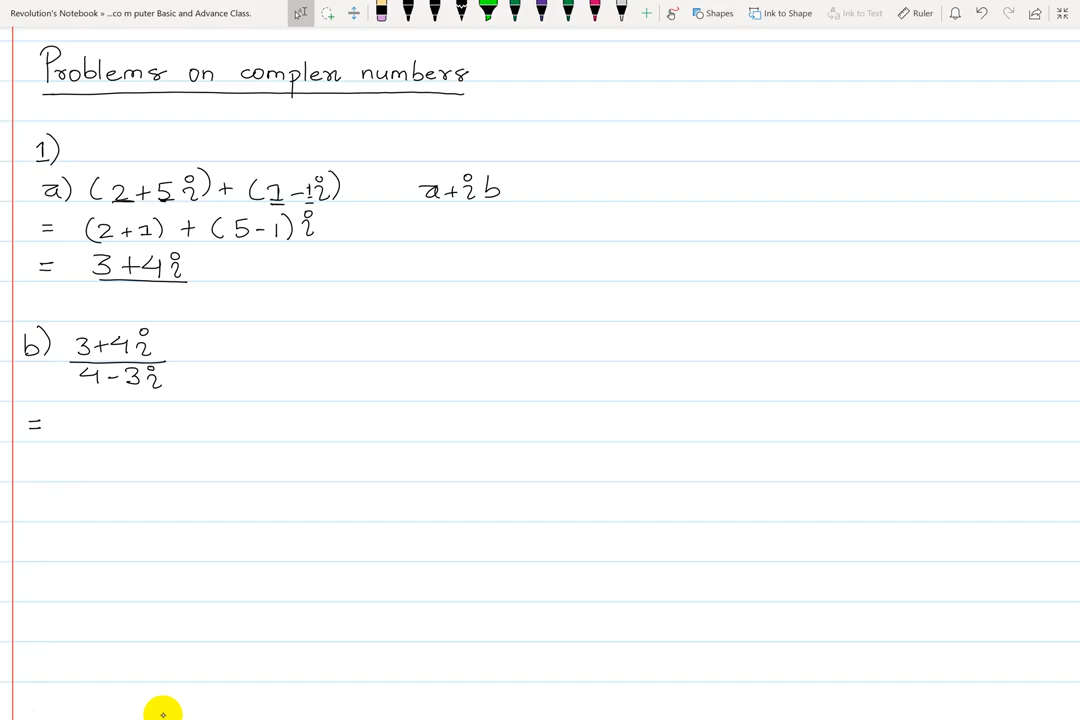 Revolution's Notebook » ...co m puter Basic and Advance Class.
Shapes Ink to Shape Ink to Text Ruler
Problems on complex numbers
1)
a) (2+5i) + (1-1i) a+ib
= (2+1) + (5-1)i
= 3+4i
b) 3+4i
4-3i
=